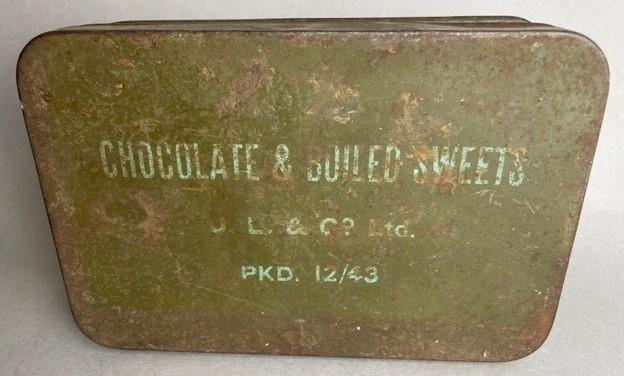 CHOCOLATE & BOILED SWEETS
L. & Cº Ltd.
PKD. 12/43